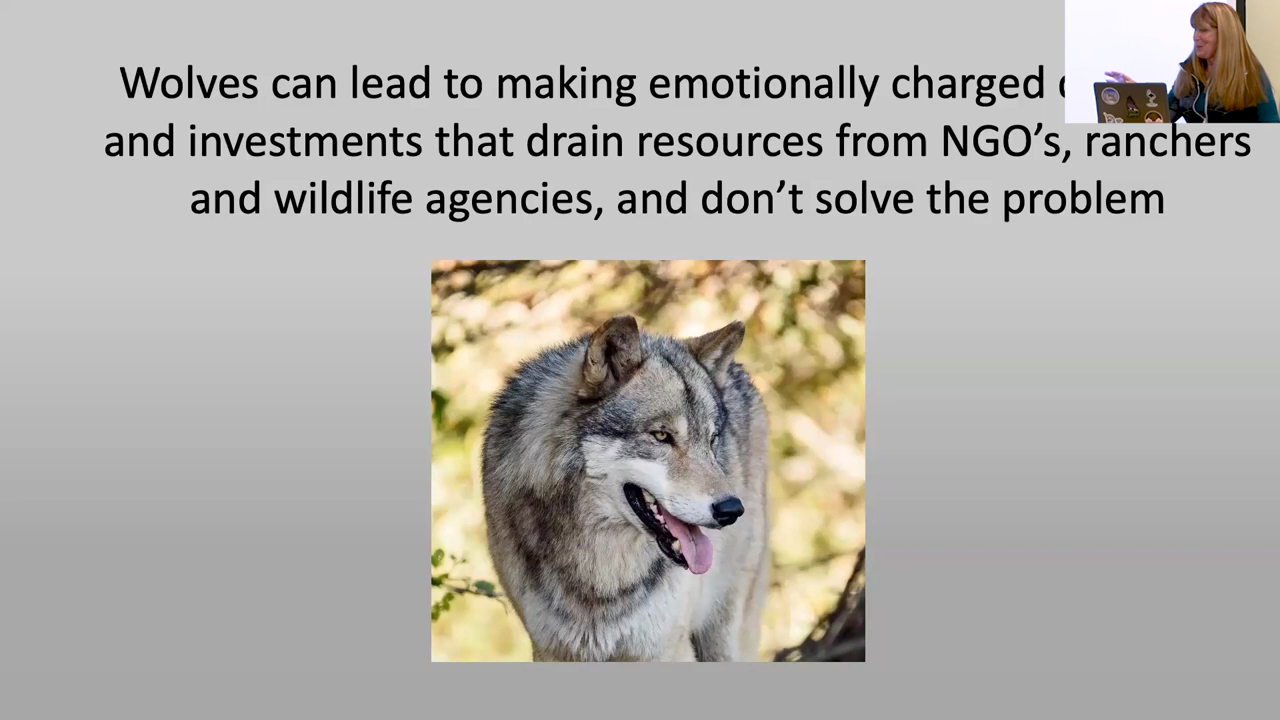 Wolves can lead to making emotionally charged
and investments that drain resources from NGO's, ranchers
and wildlife agencies, and don't solve the problem